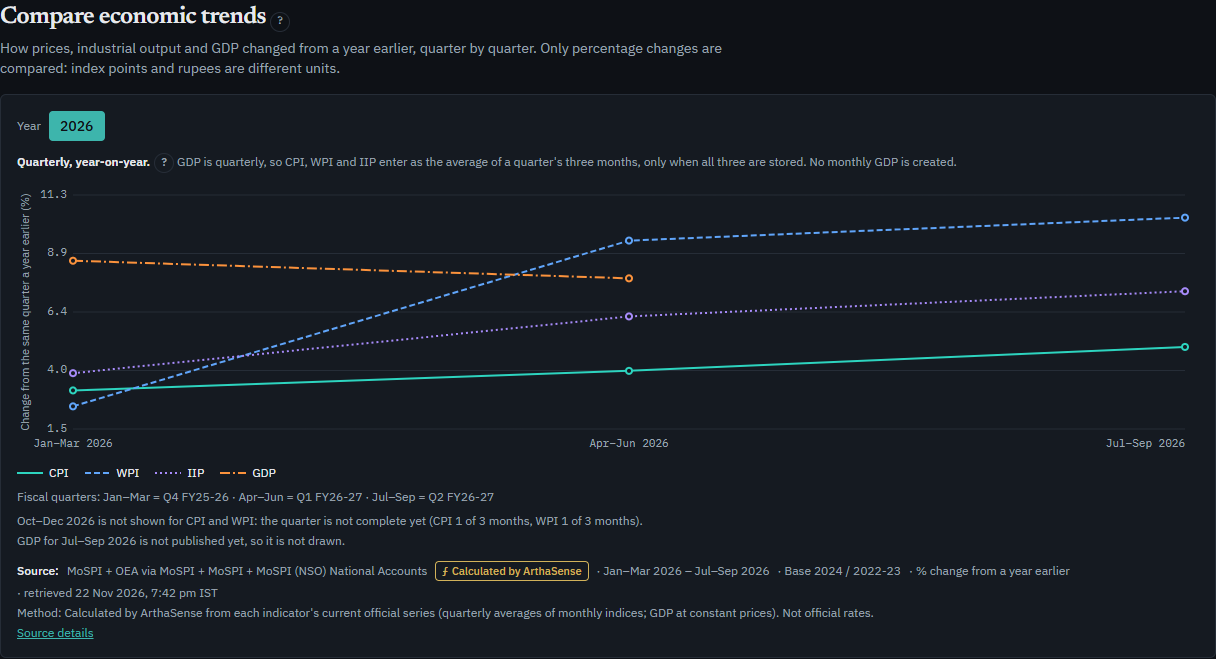 Compare economic trends ?
How prices, industrial output and GDP changed from a year earlier, quarter by quarter. Only percentage changes are
compared: index points and rupees are different units.
Year 2026
Quarterly, year-on-year. ? GDP is quarterly, so CPI, WPI and IIP enter as the average of a quarter's three months, only when all three are stored. No monthly GDP is created.
Change from the same quarter a year earlier (%)
11.3
8.9
6.4
4.0
1.5
Jan–Mar 2026 Apr–Jun 2026 Jul–Sep 2026
CPI WPI IIP GDP
Fiscal quarters: Jan–Mar = Q4 FY25-26 · Apr–Jun = Q1 FY26-27 · Jul–Sep = Q2 FY26-27
Oct–Dec 2026 is not shown for CPI and WPI: the quarter is not complete yet (CPI 1 of 3 months, WPI 1 of 3 months).
GDP for Jul–Sep 2026 is not published yet, so it is not drawn.
Source: MoSPI + OEA via MoSPI + MoSPI + MoSPI (NSO) National Accounts ⨍ Calculated by ArthaSense · Jan–Mar 2026 – Jul–Sep 2026 · Base 2024 / 2022-23 · % change from a year earlier
· retrieved 22 Nov 2026, 7:42 pm IST
Method: Calculated by ArthaSense from each indicator's current official series (quarterly averages of monthly indices; GDP at constant prices). Not official rates.
Source details